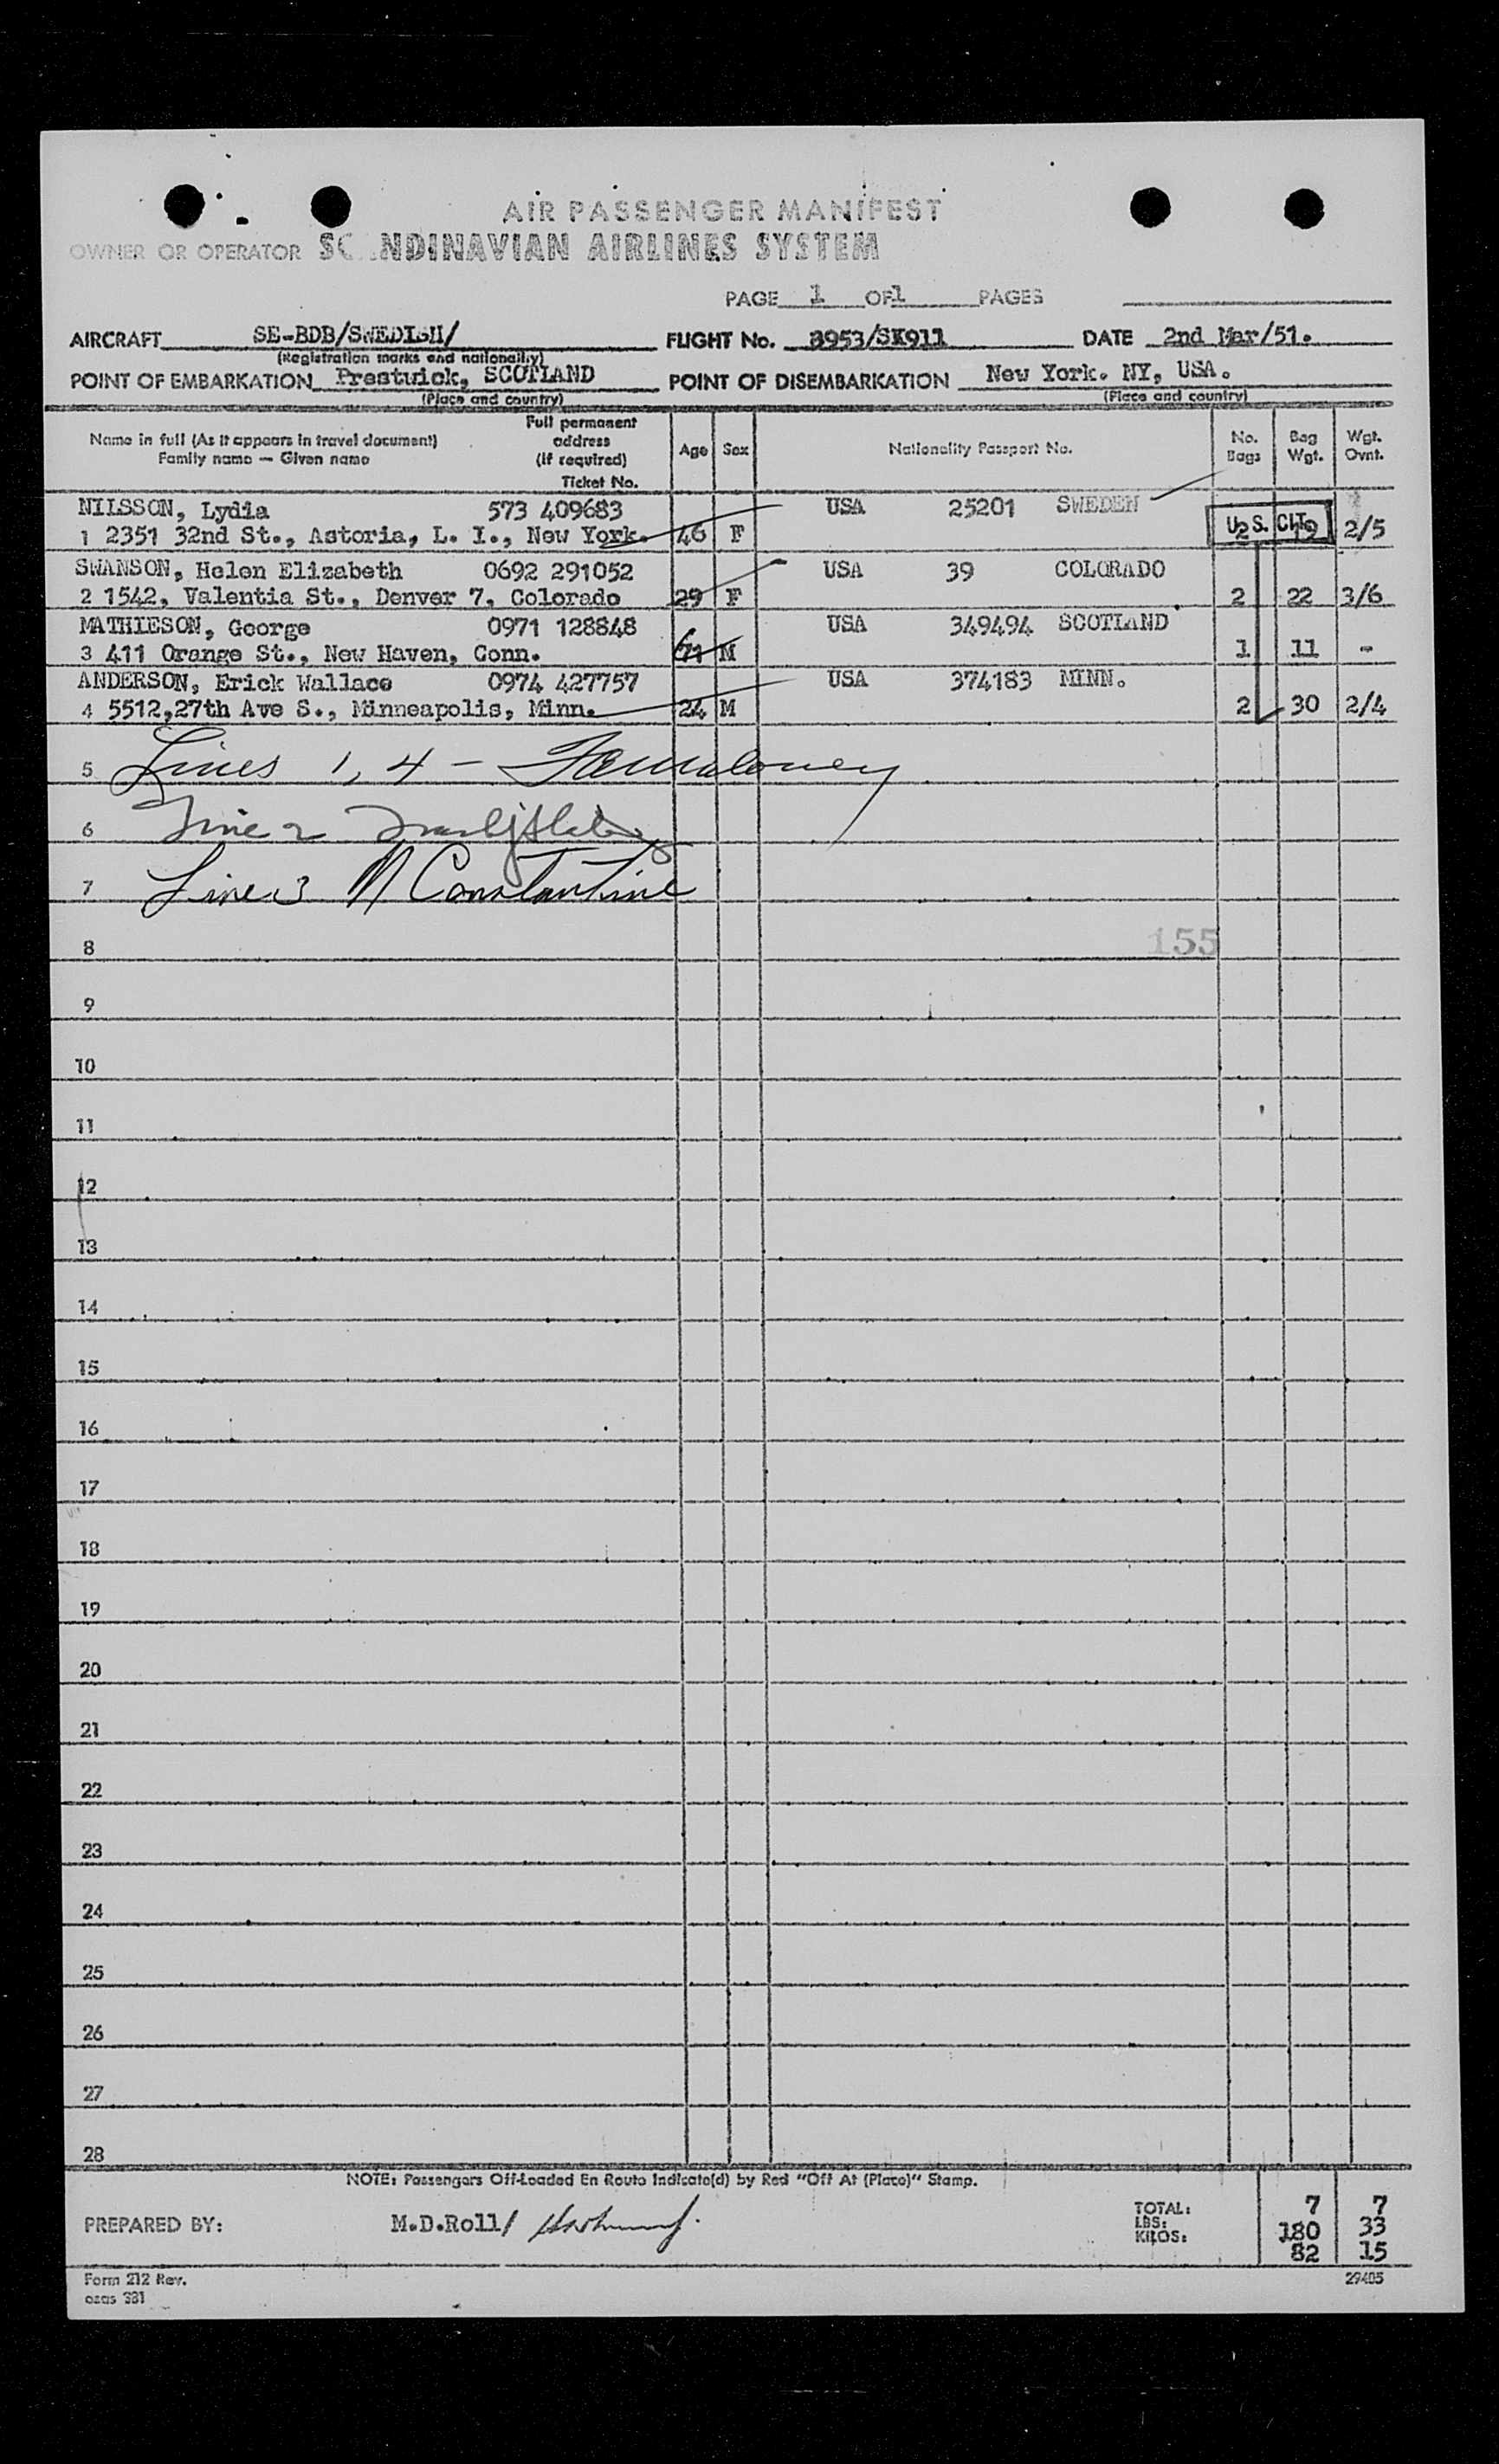 AIR PASSENGER MANIFEST
OWNER OR OPERATOR SCANDINAVIAN AIRLINES SYSTEM
PAGE 1 OF 1 PAGES
AIRCRAFT SE-BDB/SWEDISH/ FLIGHT No. 3953/SK911 DATE 2nd Mar/51.
(Registration marks and nationality)
POINT OF EMBARKATION Prestwick, SCOTLAND POINT OF DISEMBARKATION New York. NY, USA.
(Place and country) (Place and country)
Name in full (As it appears in travel document) Family name — Given name Full permanent address (if required) Ticket No. Age Sex Nationality Passport No. No. Bags Bag Wgt. Wgt. Ovnt.
NILSSON, Lydia 573 409683 USA 25201 SWEDEN
U.S. CIT.
1 2351 32nd St., Astoria, L. I., New York. 46 F 2 19 2/5
SWANSON, Helen Elizabeth 0692 291052 USA 39 COLORADO
2 1542, Valentia St., Denver 7, Colorado 29 F 2 22 3/6
MATHIESON, George 0971 128848 USA 349494 SCOTLAND
3 411 Orange St., New Haven, Conn. 61 M 1 11 -
ANDERSON, Erick Wallace 0974 427757 USA 374183 MINN.
4 5512,27th Ave S., Minneapolis, Minn. 24 M 2 30 2/4
5 Lines 1, 4 -
6 Line 2
7 Line 3 M Constantine
155
8
9
10
11
12
13
14
15
16
17
18
19
20
21
22
23
24
25
26
27
28
NOTE: Passengers Off-Loaded En Route Indicate(d) by Red "Off At (Place)" Stamp.
PREPARED BY: M.D.Roll/
TOTAL: 7 7
LBS: 180 33
KILOS: 82 15
Form 212 Rev. 29405
osas 381